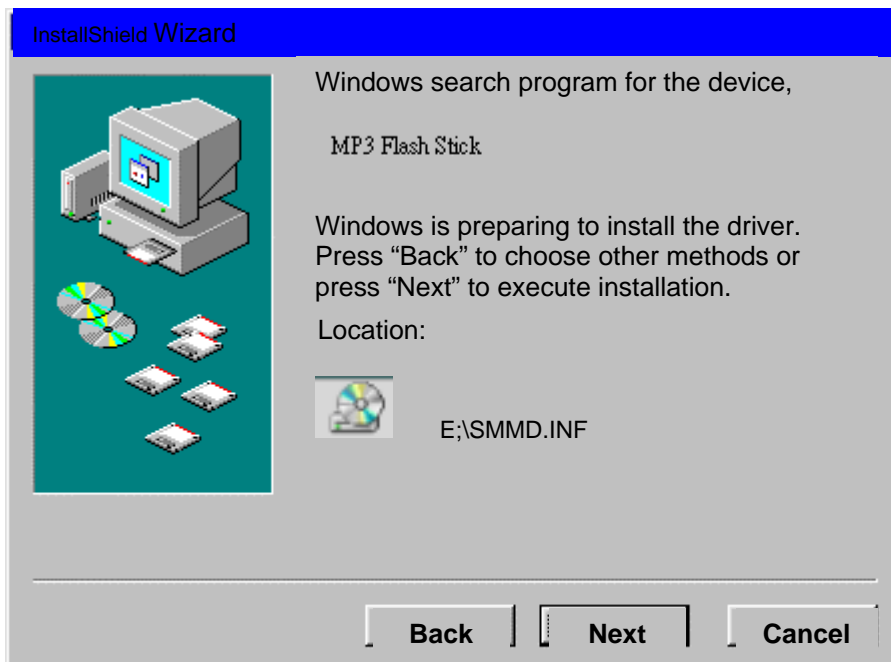 InstallShield Wizard
Windows search program for the device,
MP3 Flash Stick
Windows is preparing to install the driver.
Press “Back” to choose other methods or
press “Next” to execute installation.
Location:
E;\SMMD.INF
Back Next Cancel